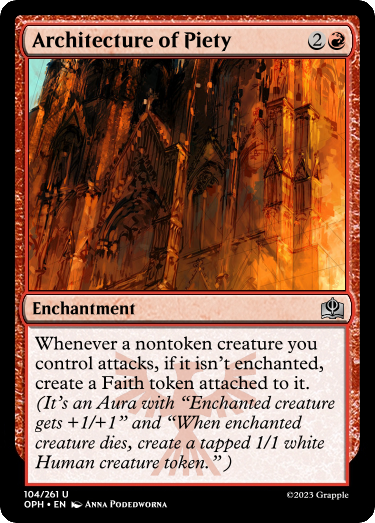 Architecture of Piety 2
Enchantment
Whenever a nontoken creature you
control attacks, if it isn't enchanted,
create a Faith token attached to it.
(It's an Aura with “Enchanted creature
gets +1/+1” and “When enchanted
creature dies, create a tapped 1/1 white
Human creature token.”)
104/261 U
OPH • EN Anna Podedworna
©2023 Grapple